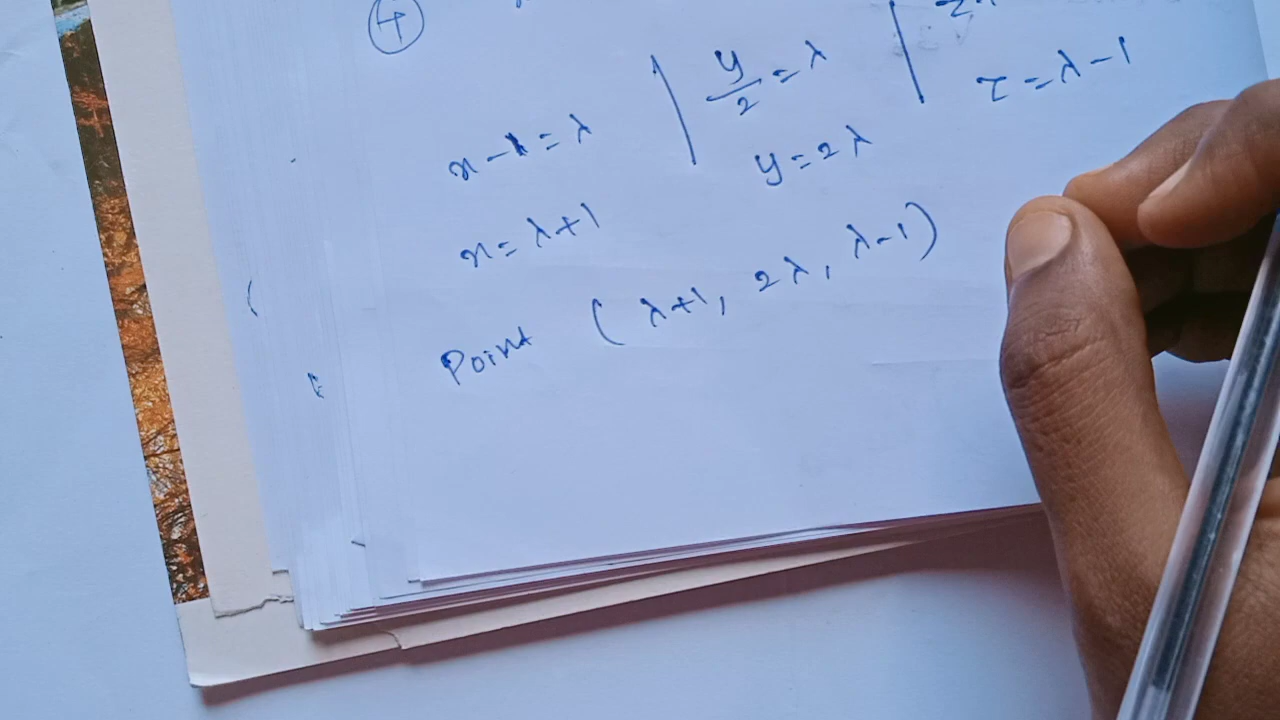 4
x-1=λ | y/2=λ |
x=λ+1 y=2λ z=λ-1
Point (λ+1, 2λ, λ-1)